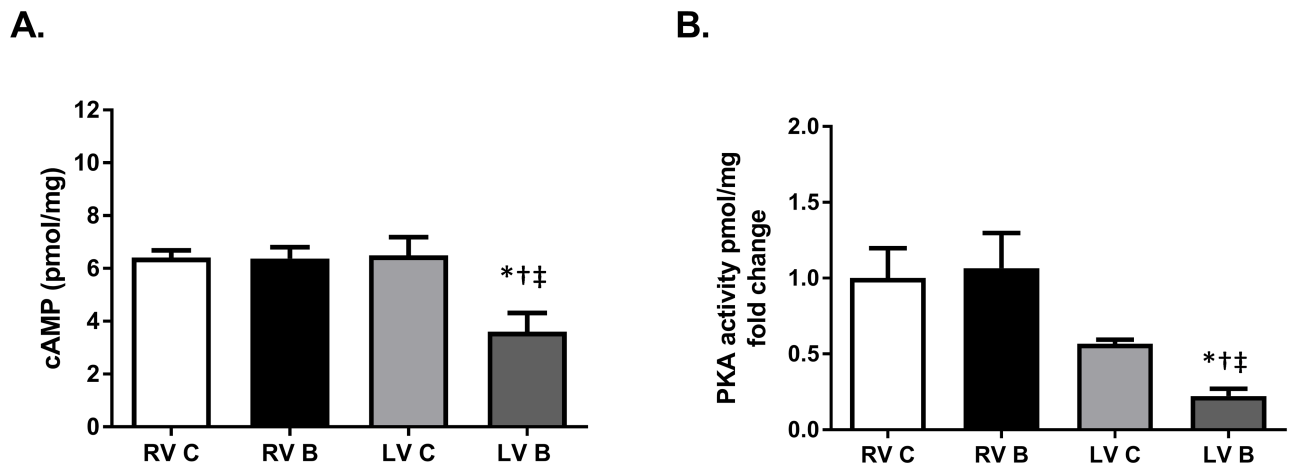 A.
cAMP (pmol/mg)
12
10
8
6
4
2
0
*†‡
RV C
RV B
LV C
LV B
B.
PKA activity pmol/mg
fold change
2.0
1.5
1.0
0.5
0.0
*†‡
RV C
RV B
LV C
LV B